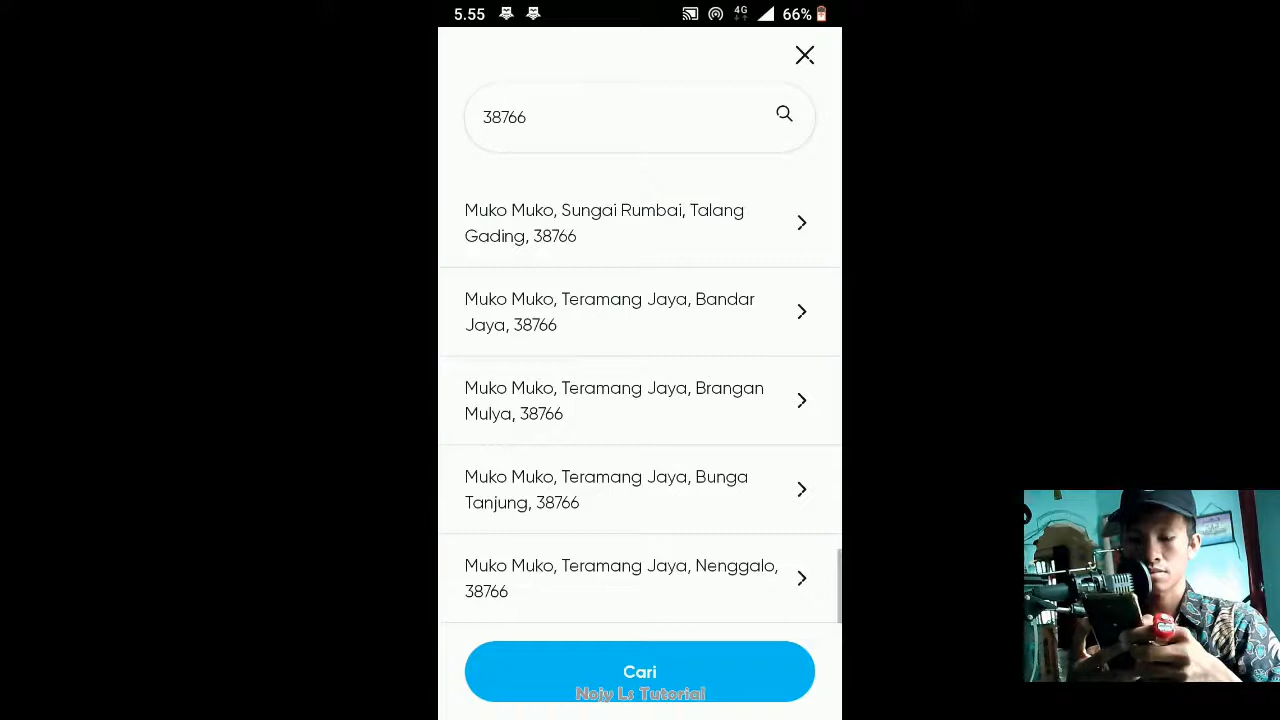 5.55
4G
66%
38766
Muko Muko, Sungai Rumbai, Talang
Gading, 38766
Muko Muko, Teramang Jaya, Bandar
Jaya, 38766
Muko Muko, Teramang Jaya, Brangan
Mulya, 38766
Muko Muko, Teramang Jaya, Bunga
Tanjung, 38766
Muko Muko, Teramang Jaya, Nenggalo,
38766
Cari
Nojy Ls Tutorial